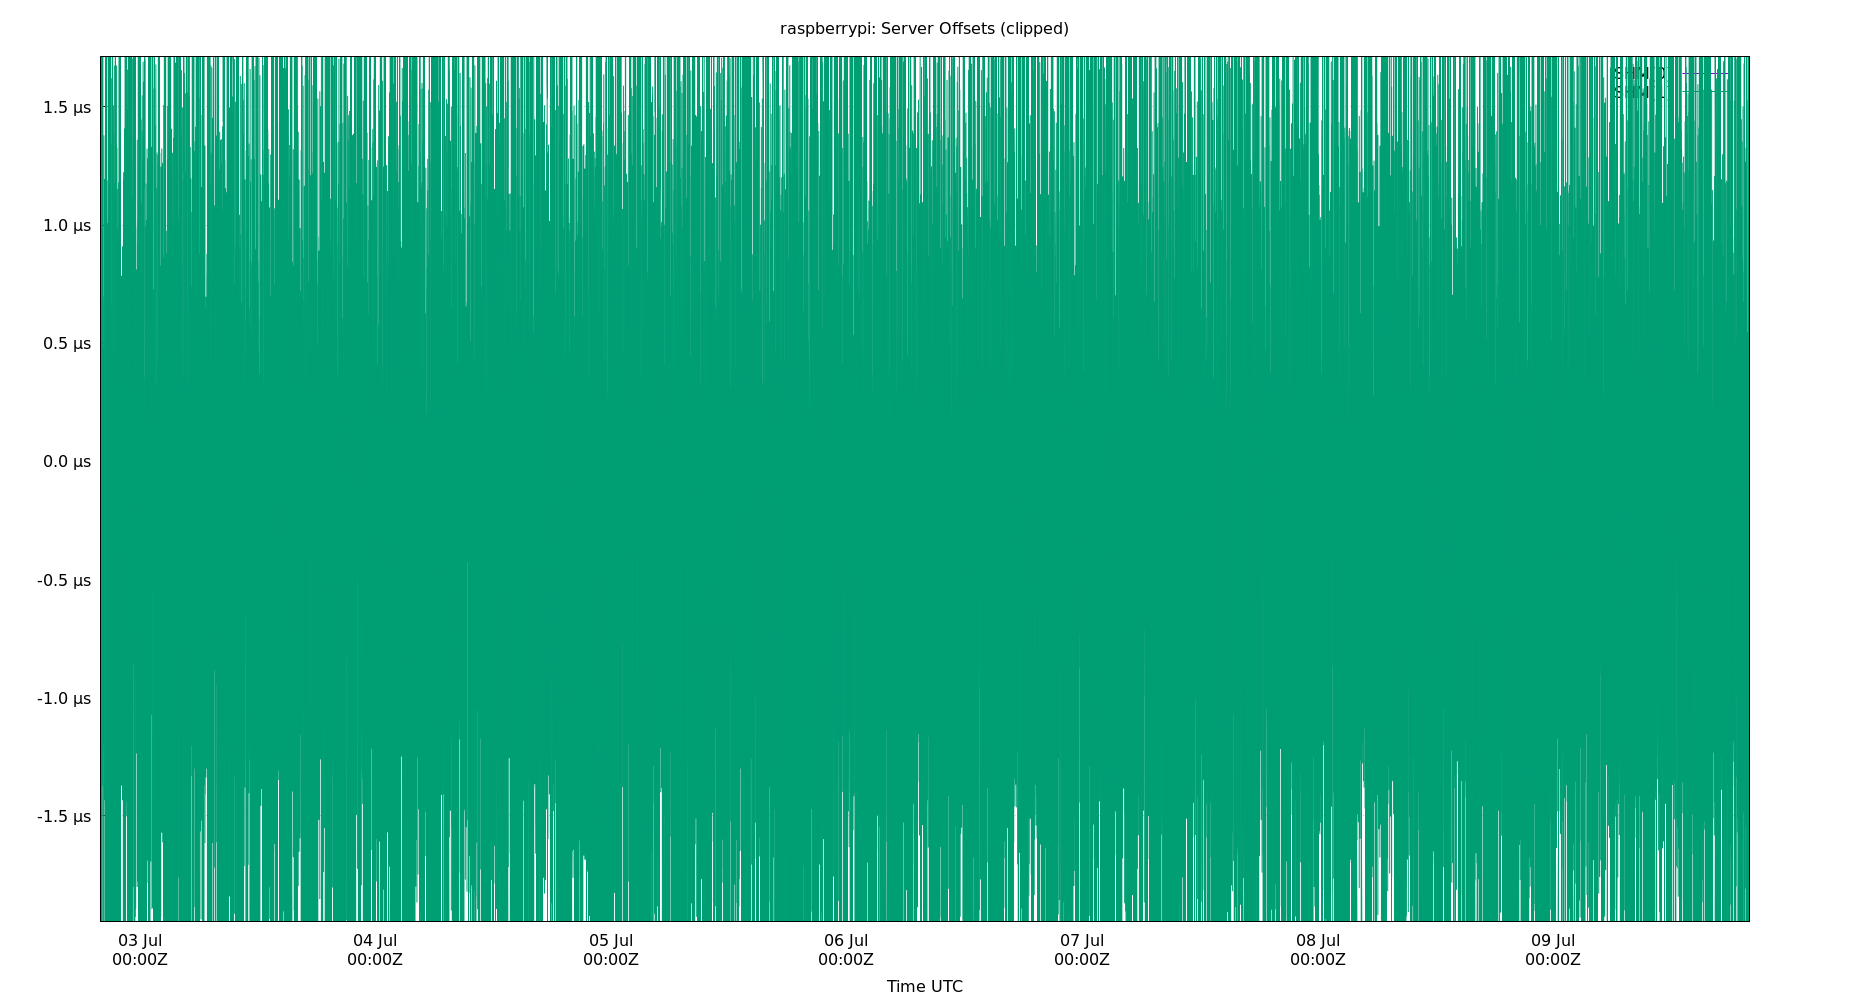 raspberrypi: Server Offsets (clipped)
1.5 µs
1.0 µs
0.5 µs
0.0 µs
-0.5 µs
-1.0 µs
-1.5 µs
03 Jul 04 Jul 05 Jul 06 Jul 07 Jul 08 Jul 09 Jul
00:00Z 00:00Z 00:00Z 00:00Z 00:00Z 00:00Z 00:00Z
Time UTC